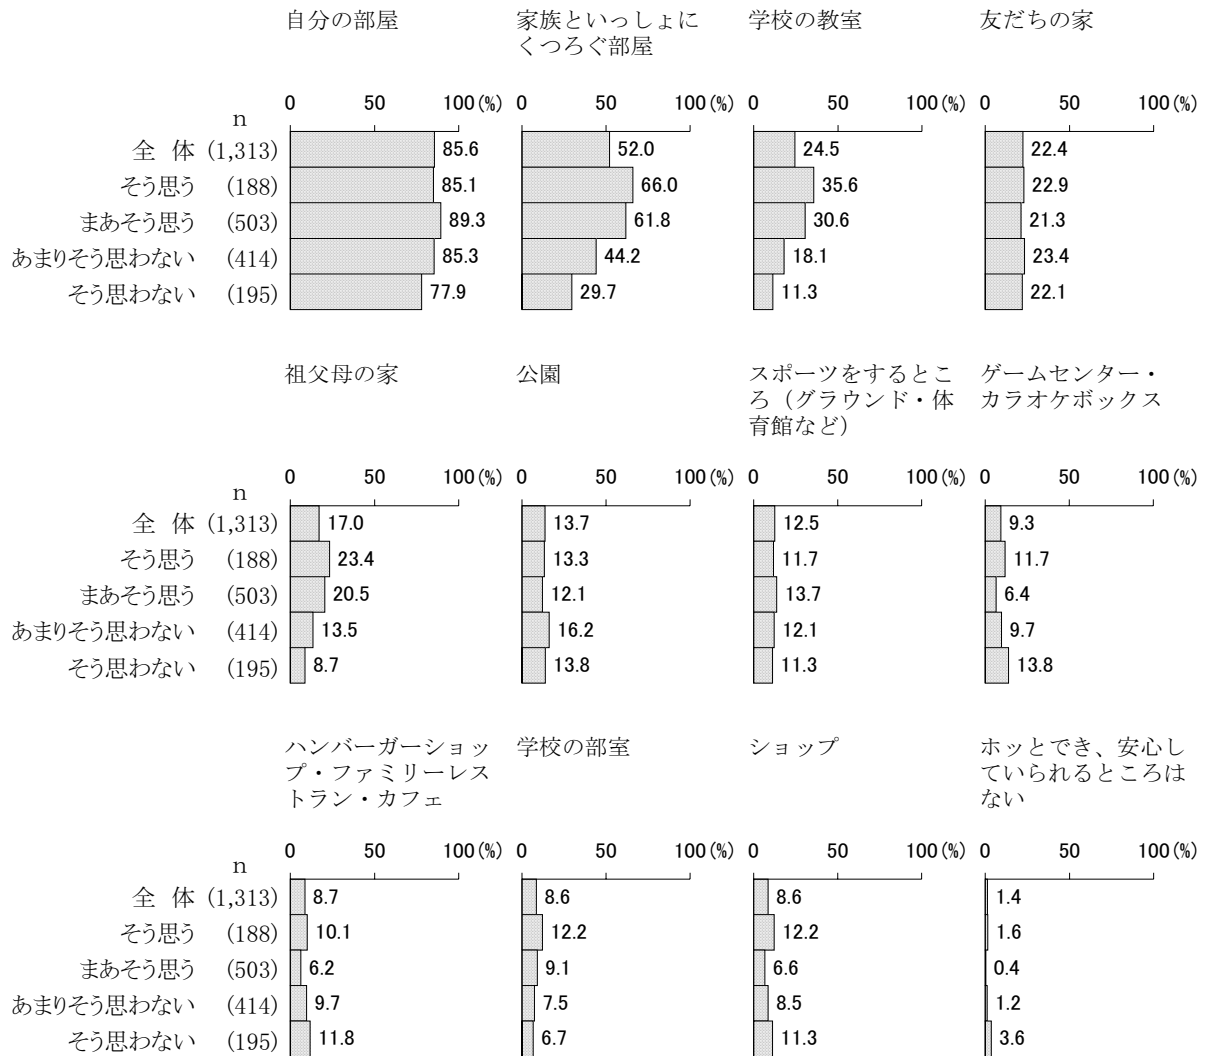 自分の部屋 家族といっしょに 学校の教室 友だちの家
くつろぐ部屋
0 50 100(%) 0 50 100(%) 0 50 100(%) 0 50 100(%)
n
全 体 (1,313) 85.6 52.0 24.5 22.4
そう思う (188) 85.1 66.0 35.6 22.9
まあそう思う (503) 89.3 61.8 30.6 21.3
あまりそう思わない (414) 85.3 44.2 18.1 23.4
そう思わない (195) 77.9 29.7 11.3 22.1
祖父母の家 公園 スポーツをするとこ ゲームセンター・
ろ（グラウンド・体 カラオケボックス
育館など）
0 50 100(%) 0 50 100(%) 0 50 100(%) 0 50 100(%)
n
全 体 (1,313) 17.0 13.7 12.5 9.3
そう思う (188) 23.4 13.3 11.7 11.7
まあそう思う (503) 20.5 12.1 13.7 6.4
あまりそう思わない (414) 13.5 16.2 12.1 9.7
そう思わない (195) 8.7 13.8 11.3 13.8
ハンバーガーショッ 学校の部室 ショップ ホッとでき、安心し
プ・ファミリーレス ていられるところは
トラン・カフェ ない
0 50 100(%) 0 50 100(%) 0 50 100(%) 0 50 100(%)
n
全 体 (1,313) 8.7 8.6 8.6 1.4
そう思う (188) 10.1 12.2 12.2 1.6
まあそう思う (503) 6.2 9.1 6.6 0.4
あまりそう思わない (414) 9.7 7.5 8.5 1.2
そう思わない (195) 11.8 6.7 11.3 3.6